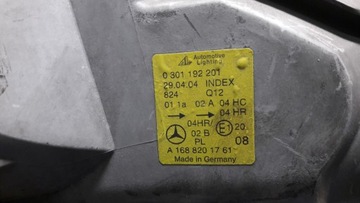 Automotive Lighting
0 301 192 201
29.04.04 INDEX
824 Q12
01.1a 02 A 04 HC
04 HR
04HR/ E1 20
02 B 08
PL
A 168 820 17 61
Made in Germany